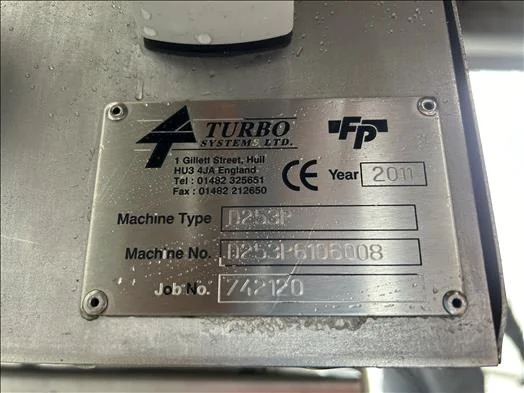 TURBO
SYSTEMS LTD.
FP
1 Gillett Street, Hull
HU3 4JA England
Tel : 01482 325651
Fax : 01482 212650
CE Year 2011
Machine Type D253P
Machine No. D253P6106008
Job No. 742120